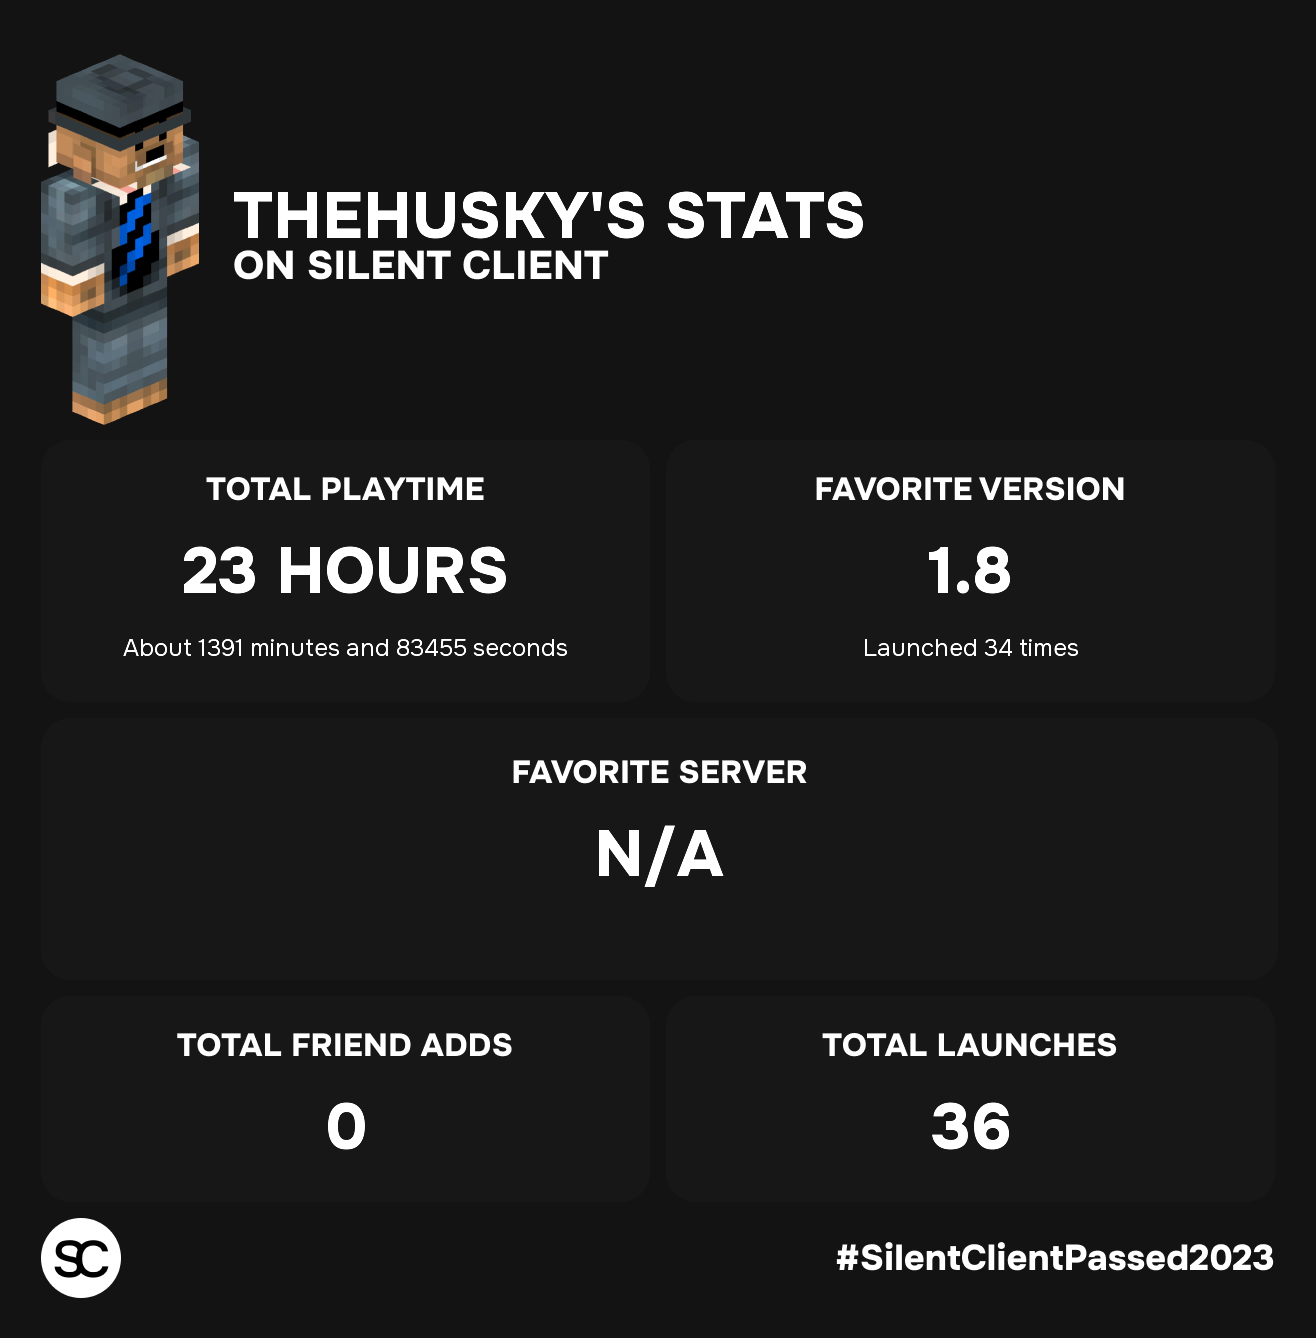 THEHUSKY'S STATS
ON SILENT CLIENT
TOTAL PLAYTIME
23 HOURS
About 1391 minutes and 83455 seconds
FAVORITE VERSION
1.8
Launched 34 times
FAVORITE SERVER
N/A
TOTAL FRIEND ADDS
0
TOTAL LAUNCHES
36
SC
#SilentClientPassed2023